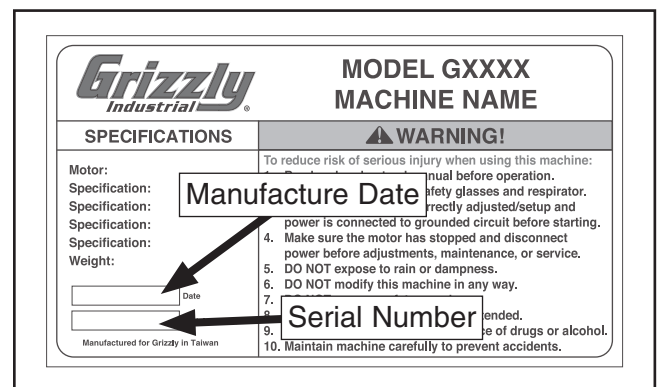 Grizzly
Industrial ®
MODEL GXXXX
MACHINE NAME
SPECIFICATIONS
WARNING!
Motor:
Specification:
Specification:
Specification:
Specification:
Weight:
Date
Manufactured for Grizzly in Taiwan
To reduce risk of serious injury when using this machine:
manual before operation.
safety glasses and respirator.
correctly adjusted/setup and
power is connected to grounded circuit before starting.
4. Make sure the motor has stopped and disconnect
power before adjustments, maintenance, or service.
5. DO NOT expose to rain or dampness.
6. DO NOT modify this machine in any way.
7.
8.
9. of drugs or alcohol.
10. Maintain machine carefully to prevent accidents.
Manufacture Date
Serial Number